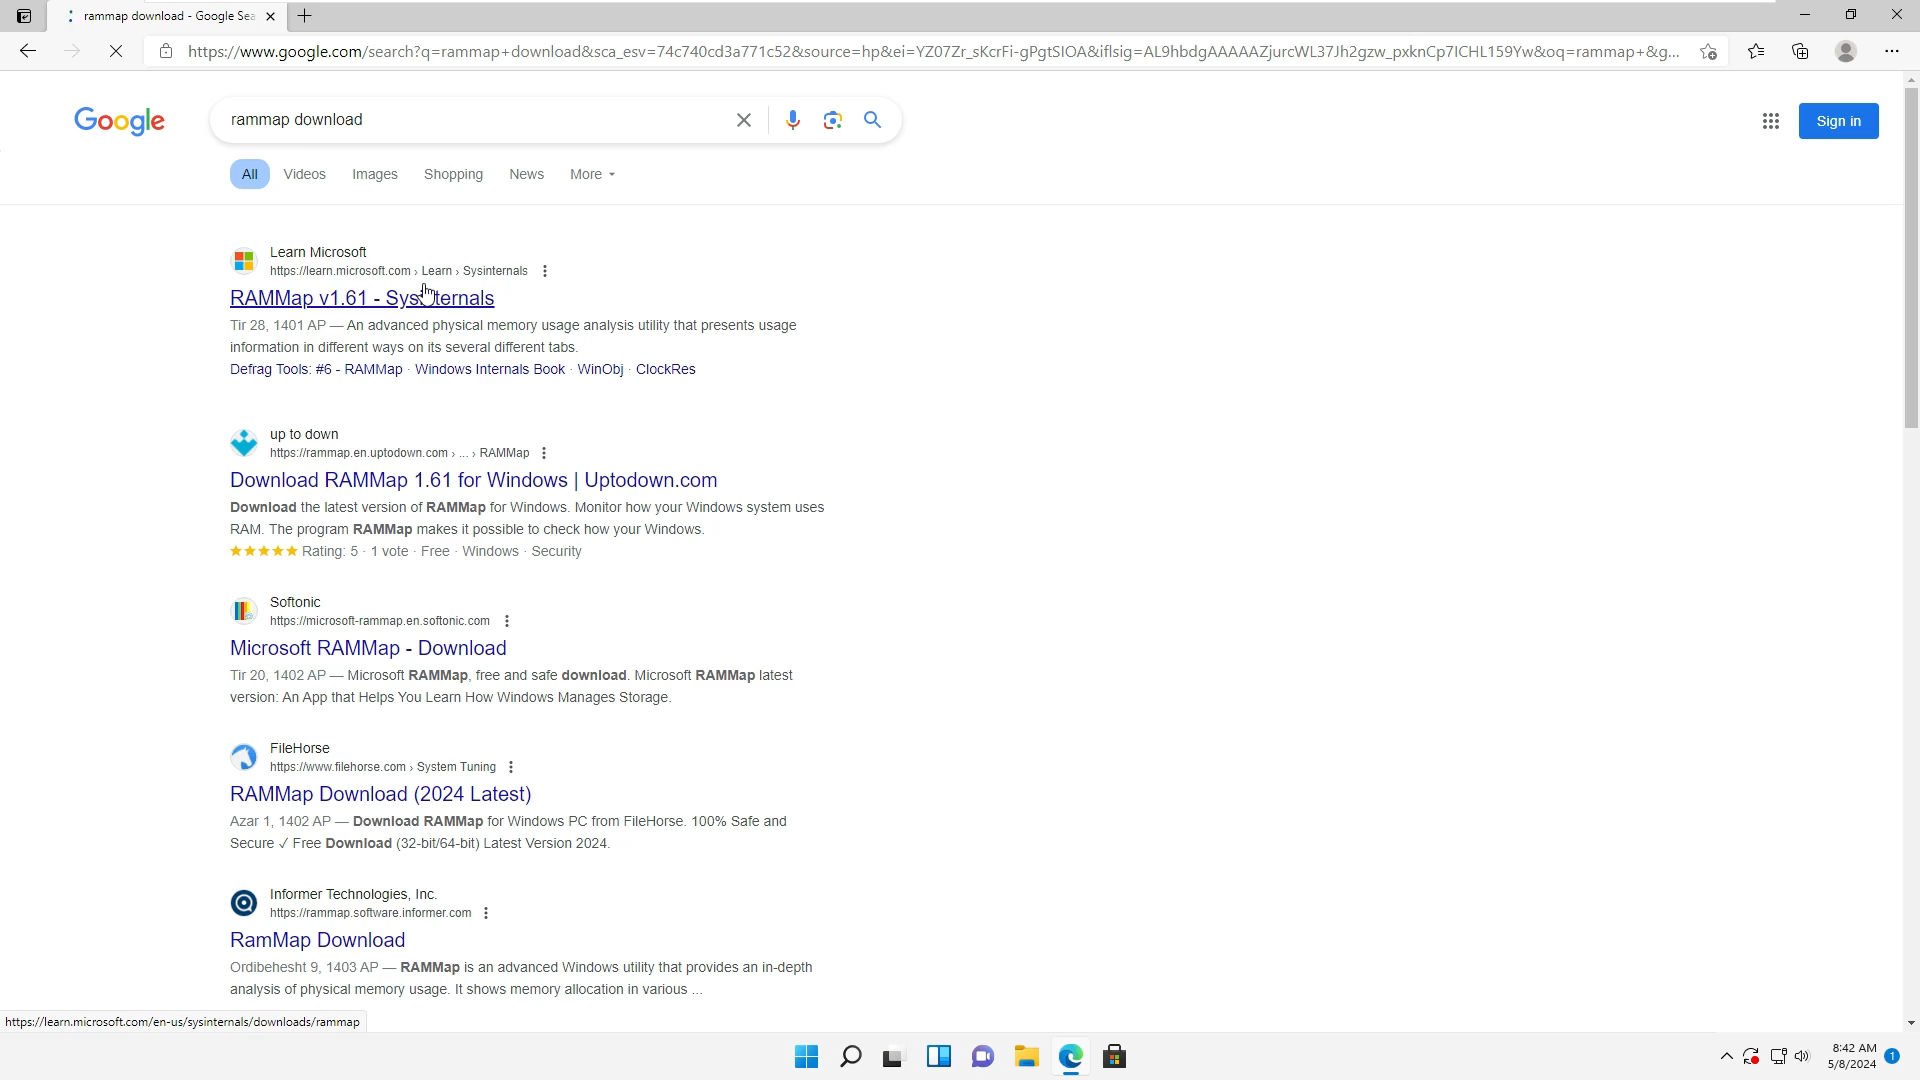 rammap download - Google Sea
https://www.google.com/search?q=rammap+download&sca_esv=74c740cd3a771c52&source=hp&ei=YZ07Zr_sKcrFi-gPgtSIOA&iflsig=AL9hbdgAAAAAZjurcWL37Jh2gzw_pxknCp7ICHL159Yw&oq=rammap+&g...
Google
rammap download
Sign in
All Videos Images Shopping News More
Learn Microsoft
https://learn.microsoft.com › Learn › Sysinternals
RAMMap v1.61 - Sysinternals
Tir 28, 1401 AP — An advanced physical memory usage analysis utility that presents usage
information in different ways on its several different tabs.
Defrag Tools: #6 - RAMMap · Windows Internals Book · WinObj · ClockRes
up to down
https://rammap.en.uptodown.com › ... › RAMMap
Download RAMMap 1.61 for Windows | Uptodown.com
Download the latest version of RAMMap for Windows. Monitor how your Windows system uses
RAM. The program RAMMap makes it possible to check how your Windows.
Rating: 5 · 1 vote · Free · Windows · Security
Softonic
https://microsoft-rammap.en.softonic.com
Microsoft RAMMap - Download
Tir 20, 1402 AP — Microsoft RAMMap, free and safe download. Microsoft RAMMap latest
version: An App that Helps You Learn How Windows Manages Storage.
FileHorse
https://www.filehorse.com › System Tuning
RAMMap Download (2024 Latest)
Azar 1, 1402 AP — Download RAMMap for Windows PC from FileHorse. 100% Safe and
Secure ✓ Free Download (32-bit/64-bit) Latest Version 2024.
Informer Technologies, Inc.
https://rammap.software.informer.com
RamMap Download
Ordibehesht 9, 1403 AP — RAMMap is an advanced Windows utility that provides an in-depth
analysis of physical memory usage. It shows memory allocation in various ...
https://learn.microsoft.com/en-us/sysinternals/downloads/rammap
8:42 AM
5/8/2024
1